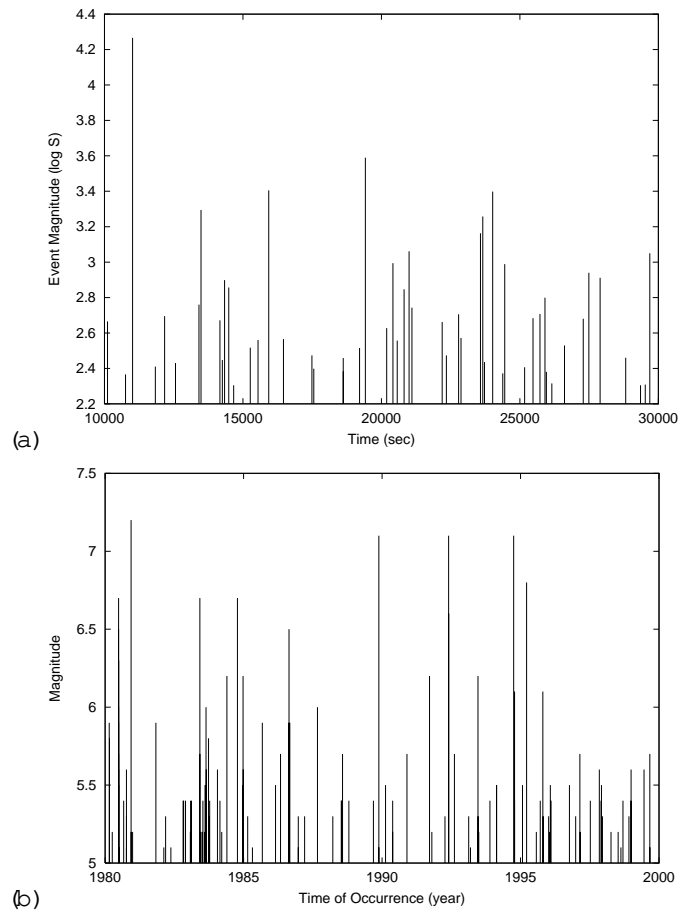 4.4
4.2
4
3.8
3.6
3.4
3.2
3
2.8
2.6
2.4
2.2
Event Magnitude (log S)
10000 15000 20000 25000 30000
Time (sec)
(a)
7.5
7
6.5
6
5.5
5
Magnitude
1980 1985 1990 1995 2000
Time of Occurrence (year)
(b)